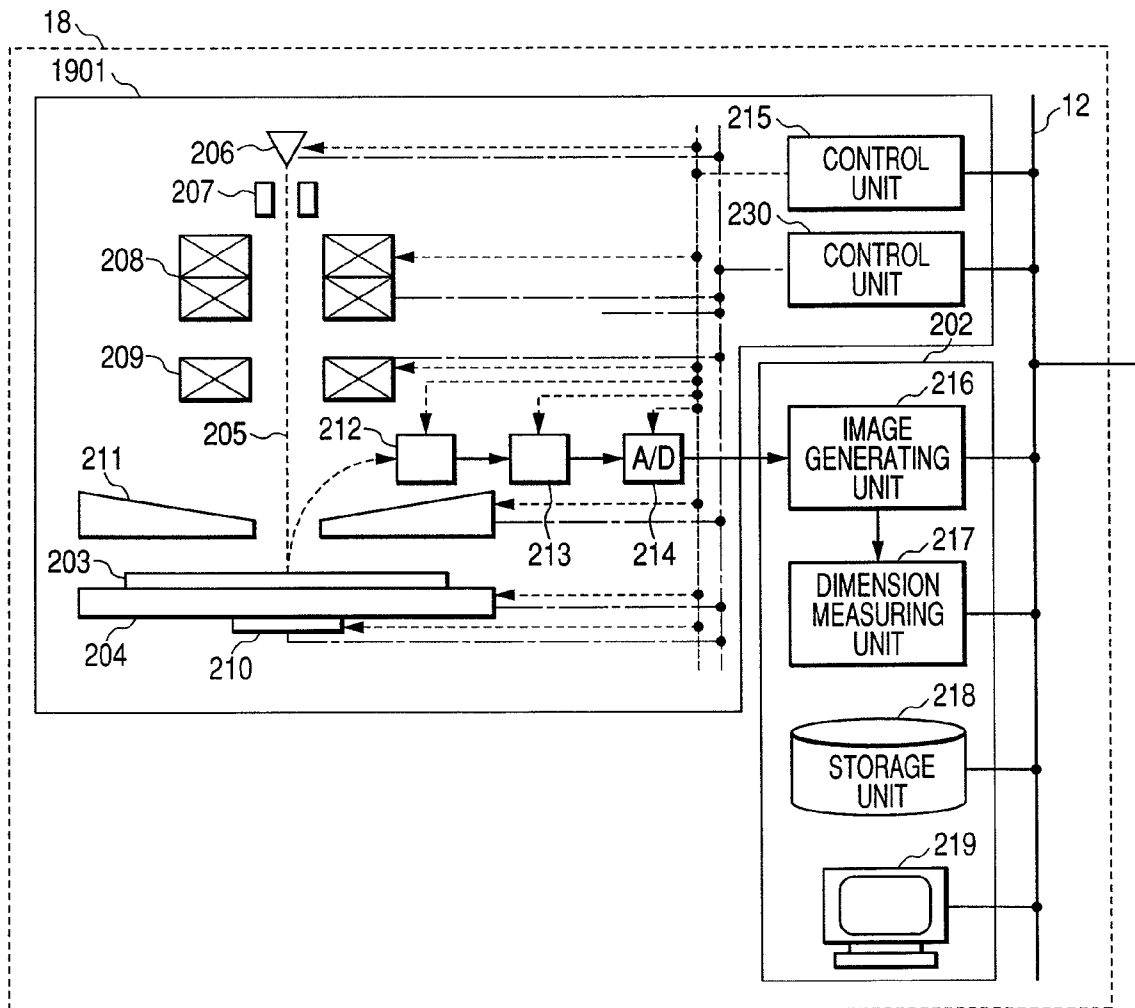 18
1901
12
206
215
CONTROL
UNIT
207
230
208
CONTROL
UNIT
202
209
216
205
212
IMAGE
GENERATING
UNIT
A/D
211
213
214
217
203
DIMENSION
MEASURING
UNIT
204
210
218
STORAGE
UNIT
219